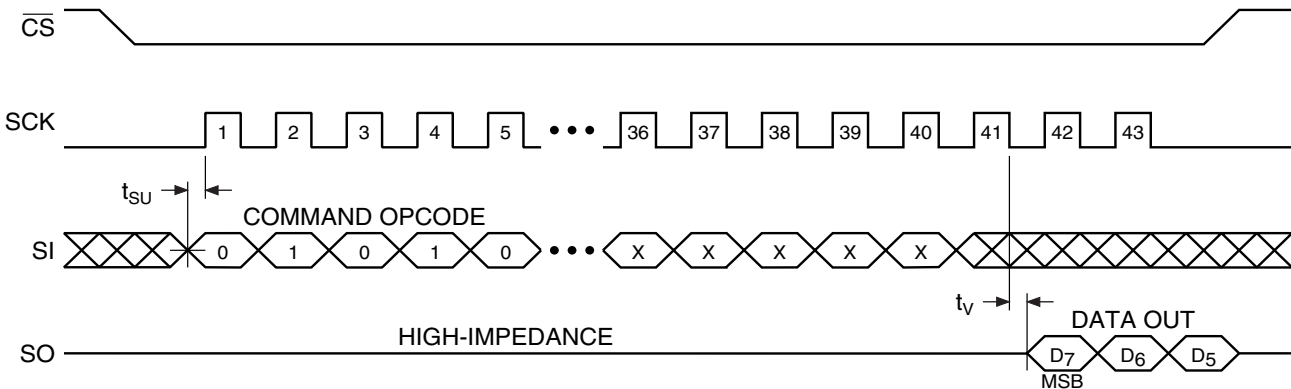 CS
SCK 1 2 3 4 5 ••• 36 37 38 39 40 41 42 43
tSU
COMMAND OPCODE
SI 0 1 0 1 0 ••• X X X X X
tV
HIGH-IMPEDANCE DATA OUT
SO D7 D6 D5
MSB